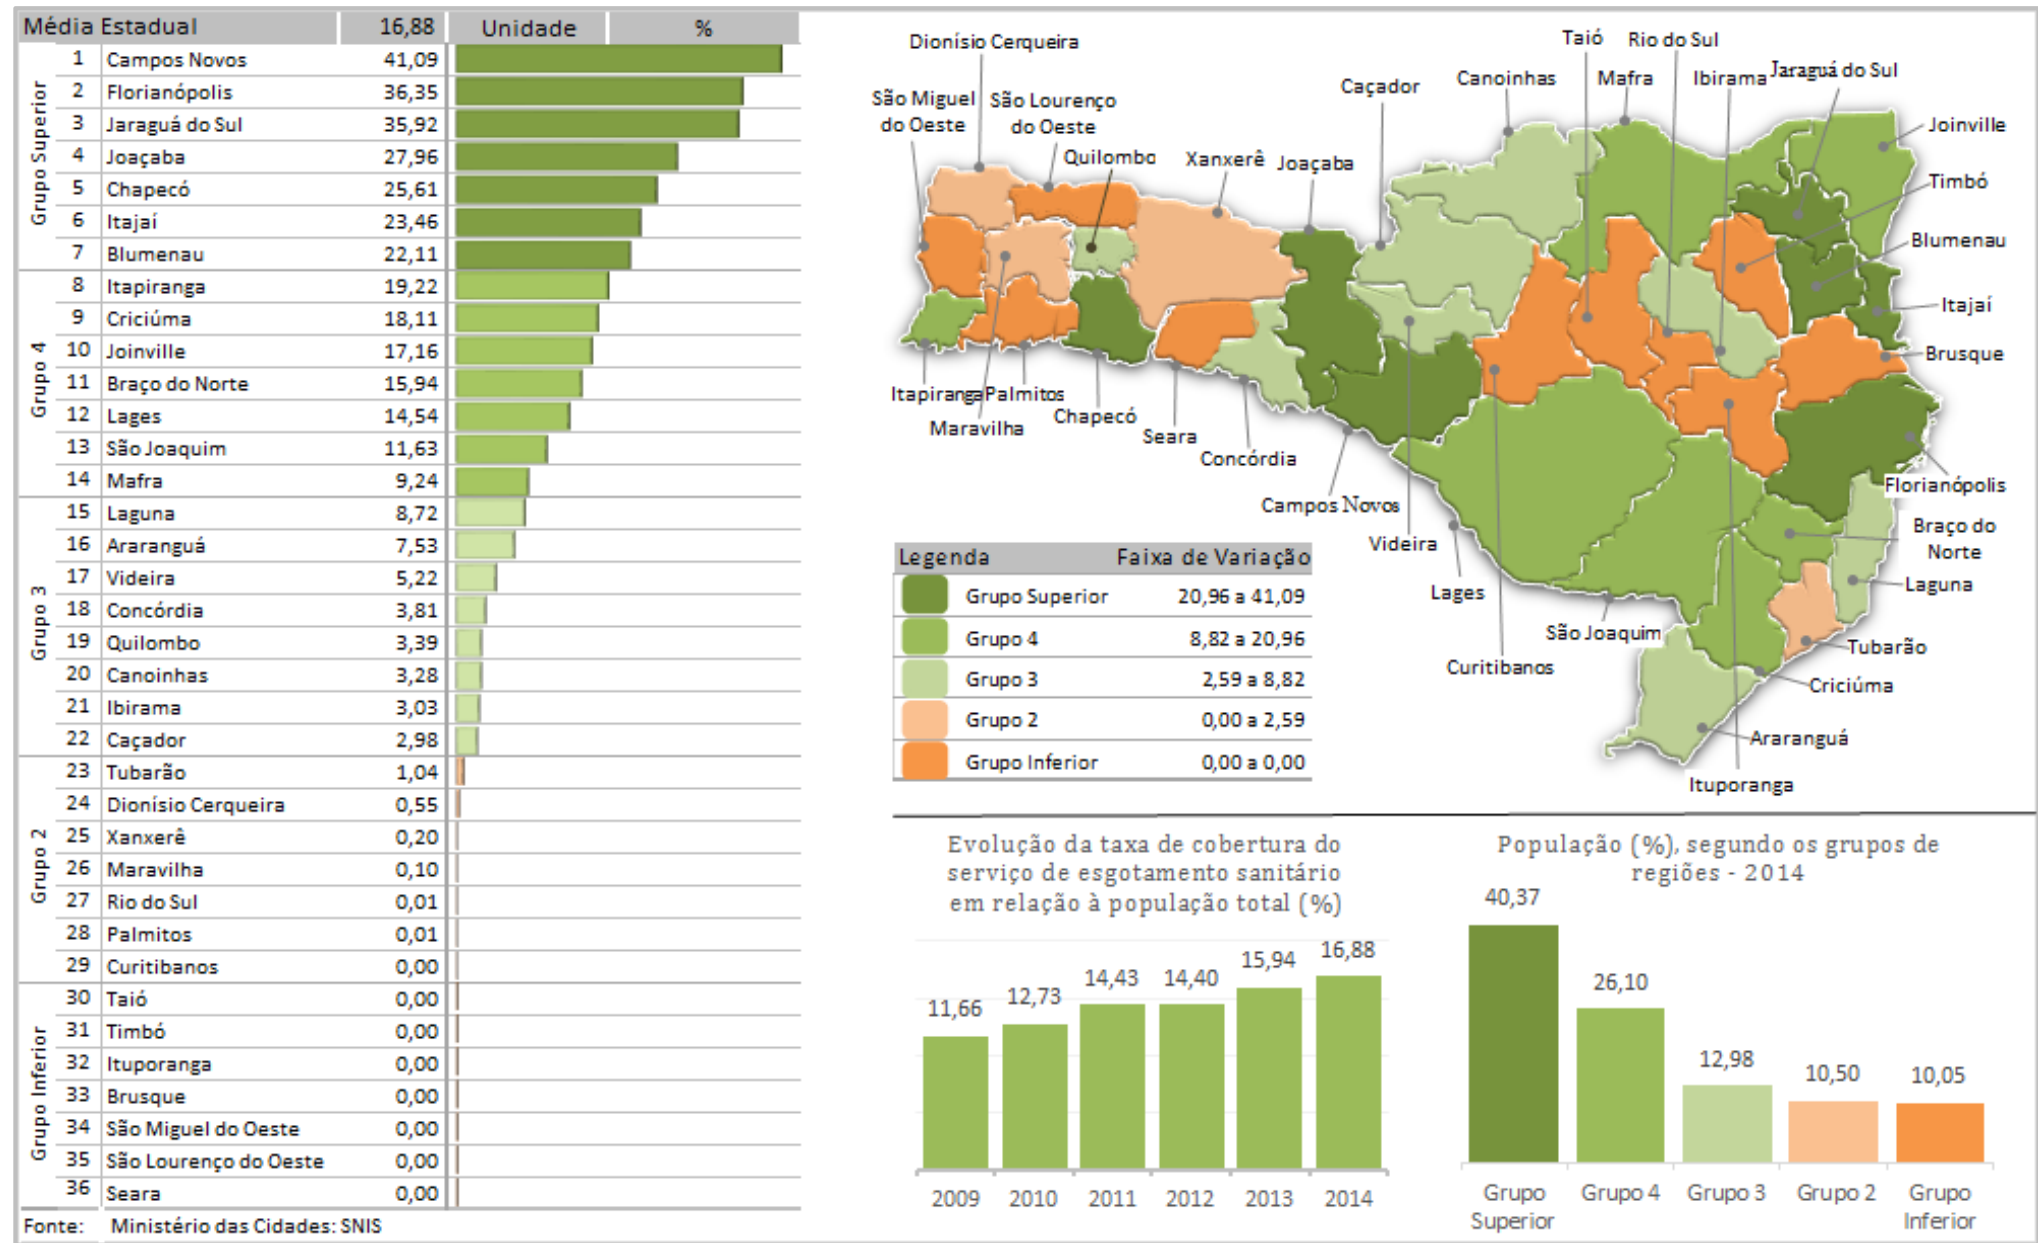 Média Estadual 16,88 Unidade %
Grupo Superior
1 Campos Novos 41,09
2 Florianópolis 36,35
3 Jaraguá do Sul 35,92
4 Joaçaba 27,96
5 Chapecó 25,61
6 Itajaí 23,46
7 Blumenau 22,11
Grupo 4
8 Itapiranga 19,22
9 Criciúma 18,11
10 Joinville 17,16
11 Braço do Norte 15,94
12 Lages 14,54
13 São Joaquim 11,63
14 Mafra 9,24
Grupo 3
15 Laguna 8,72
16 Araranguá 7,53
17 Videira 5,22
18 Concórdia 3,81
19 Quilombo 3,39
20 Canoinhas 3,28
21 Ibirama 3,03
22 Caçador 2,98
Grupo 2
23 Tubarão 1,04
24 Dionísio Cerqueira 0,55
25 Xanxerê 0,20
26 Maravilha 0,10
27 Rio do Sul 0,01
28 Palmitos 0,01
29 Curitibanos 0,00
Grupo Inferior
30 Taió 0,00
31 Timbó 0,00
32 Ituporanga 0,00
33 Brusque 0,00
34 São Miguel do Oeste 0,00
35 São Lourenço do Oeste 0,00
36 Seara 0,00
Fonte: Ministério das Cidades: SNIS
Dionísio Cerqueira
São Miguel
do Oeste
São Lourenço
do Oeste
Quilombo
Xanxerê
Joaçaba
Caçador
Canoinhas
Taió
Mafra
Rio do Sul
Ibirama
Jaraguá do Sul
Joinville
Timbó
Blumenau
Itajaí
Brusque
Florianópolis
Braço do
Norte
Laguna
Tubarão
Criciúma
Araranguá
Ituporanga
São Joaquim
Curitibanos
Lages
Videira
Campos Novos
Concórdia
Seara
Chapecó
Palmitos
Maravilha
Itapiranga
Legenda Faixa de Variação
Grupo Superior 20,96 a 41,09
Grupo 4 8,82 a 20,96
Grupo 3 2,59 a 8,82
Grupo 2 0,00 a 2,59
Grupo Inferior 0,00 a 0,00
Evolução da taxa de cobertura do
serviço de esgotamento sanitário
em relação à população total (%)
11,66 12,73 14,43 14,40 15,94 16,88
2009 2010 2011 2012 2013 2014
População (%), segundo os grupos de
regiões - 2014
40,37 26,10 12,98 10,50 10,05
Grupo Superior Grupo 4 Grupo 3 Grupo 2 Grupo Inferior